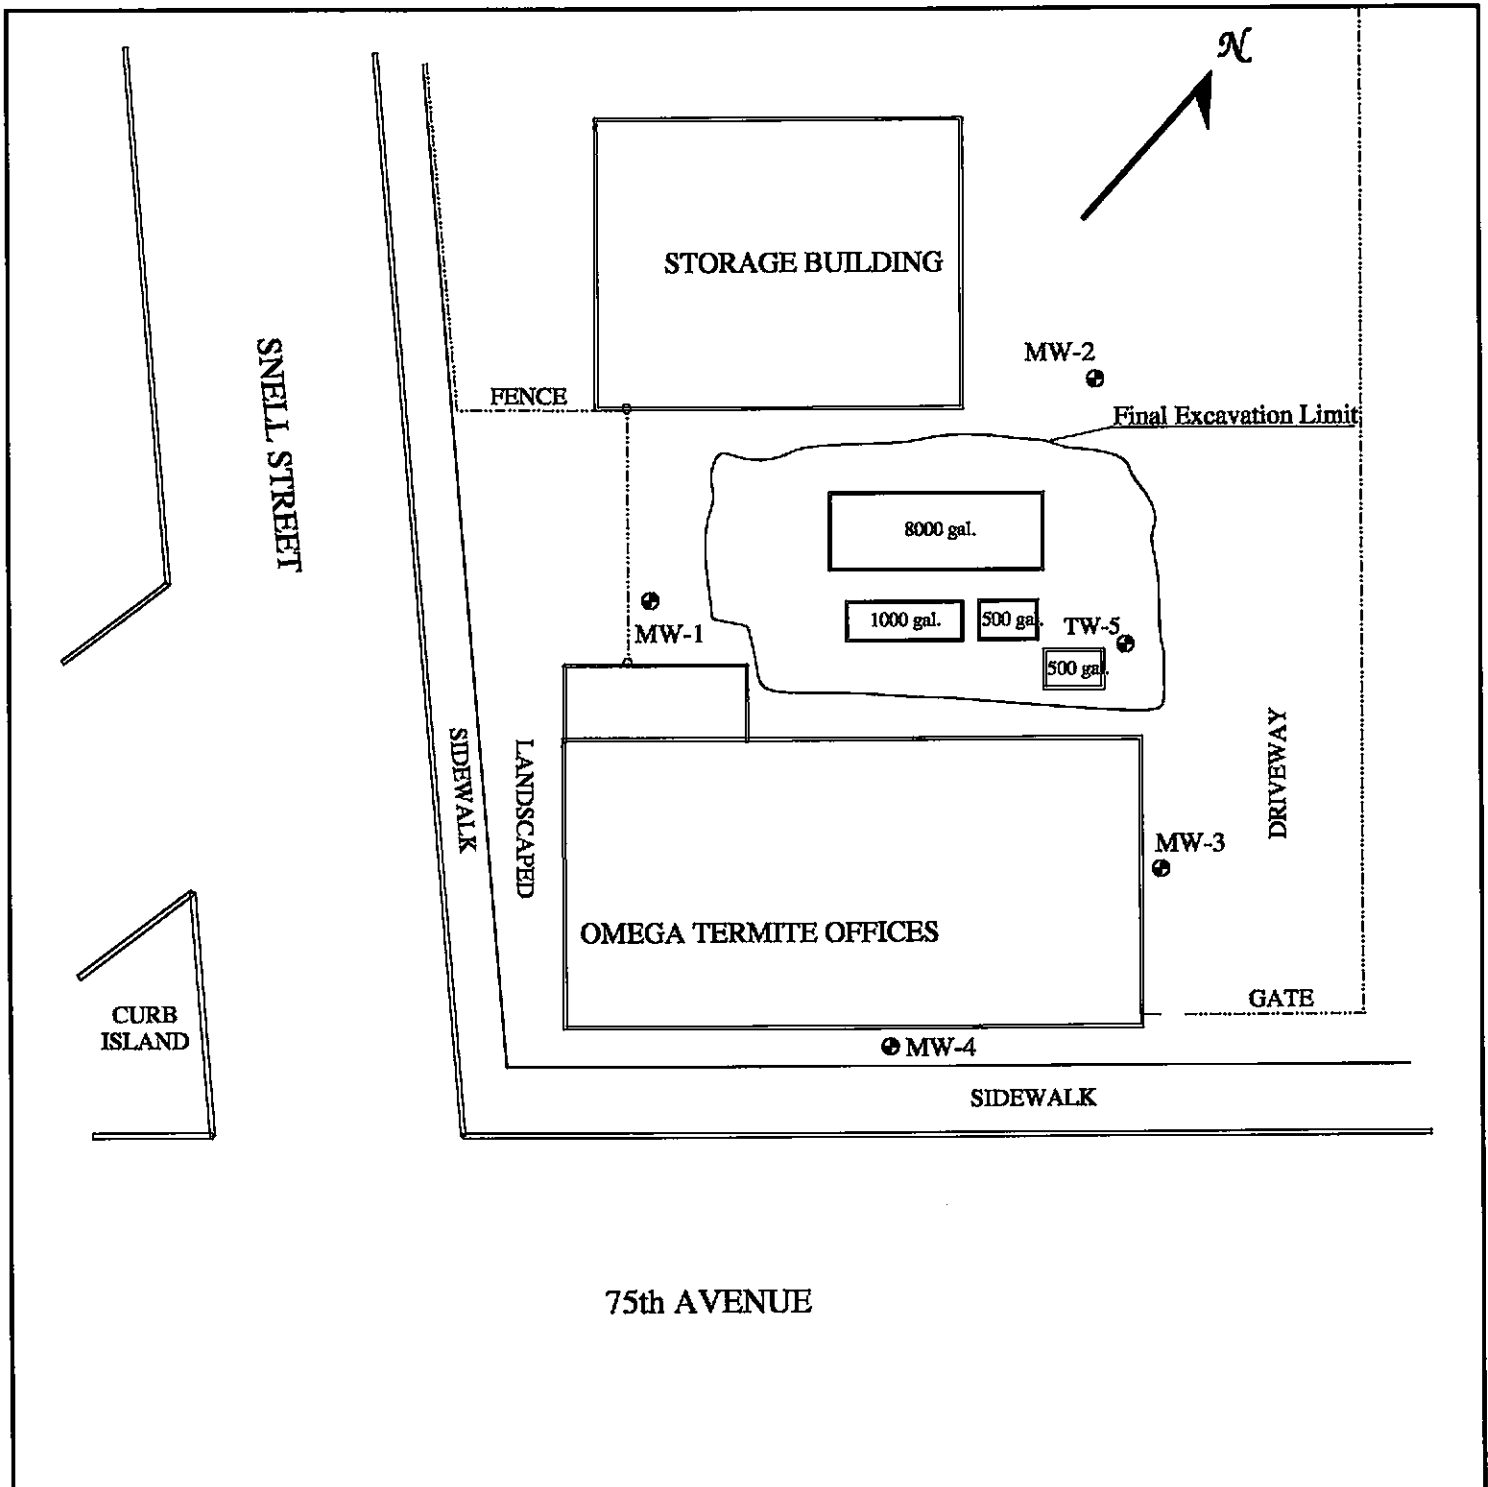 N
STORAGE BUILDING
SNELL STREET
MW-2
FENCE
Final Excavation Limit
8000 gal.
1000 gal.
500 gal.
TW-5
MW-1
500 gal.
SIDEWALK
LANDSCAPED
DRIVEWAY
MW-3
OMEGA TERMITE OFFICES
GATE
CURB
ISLAND
MW-4
SIDEWALK
75th AVENUE